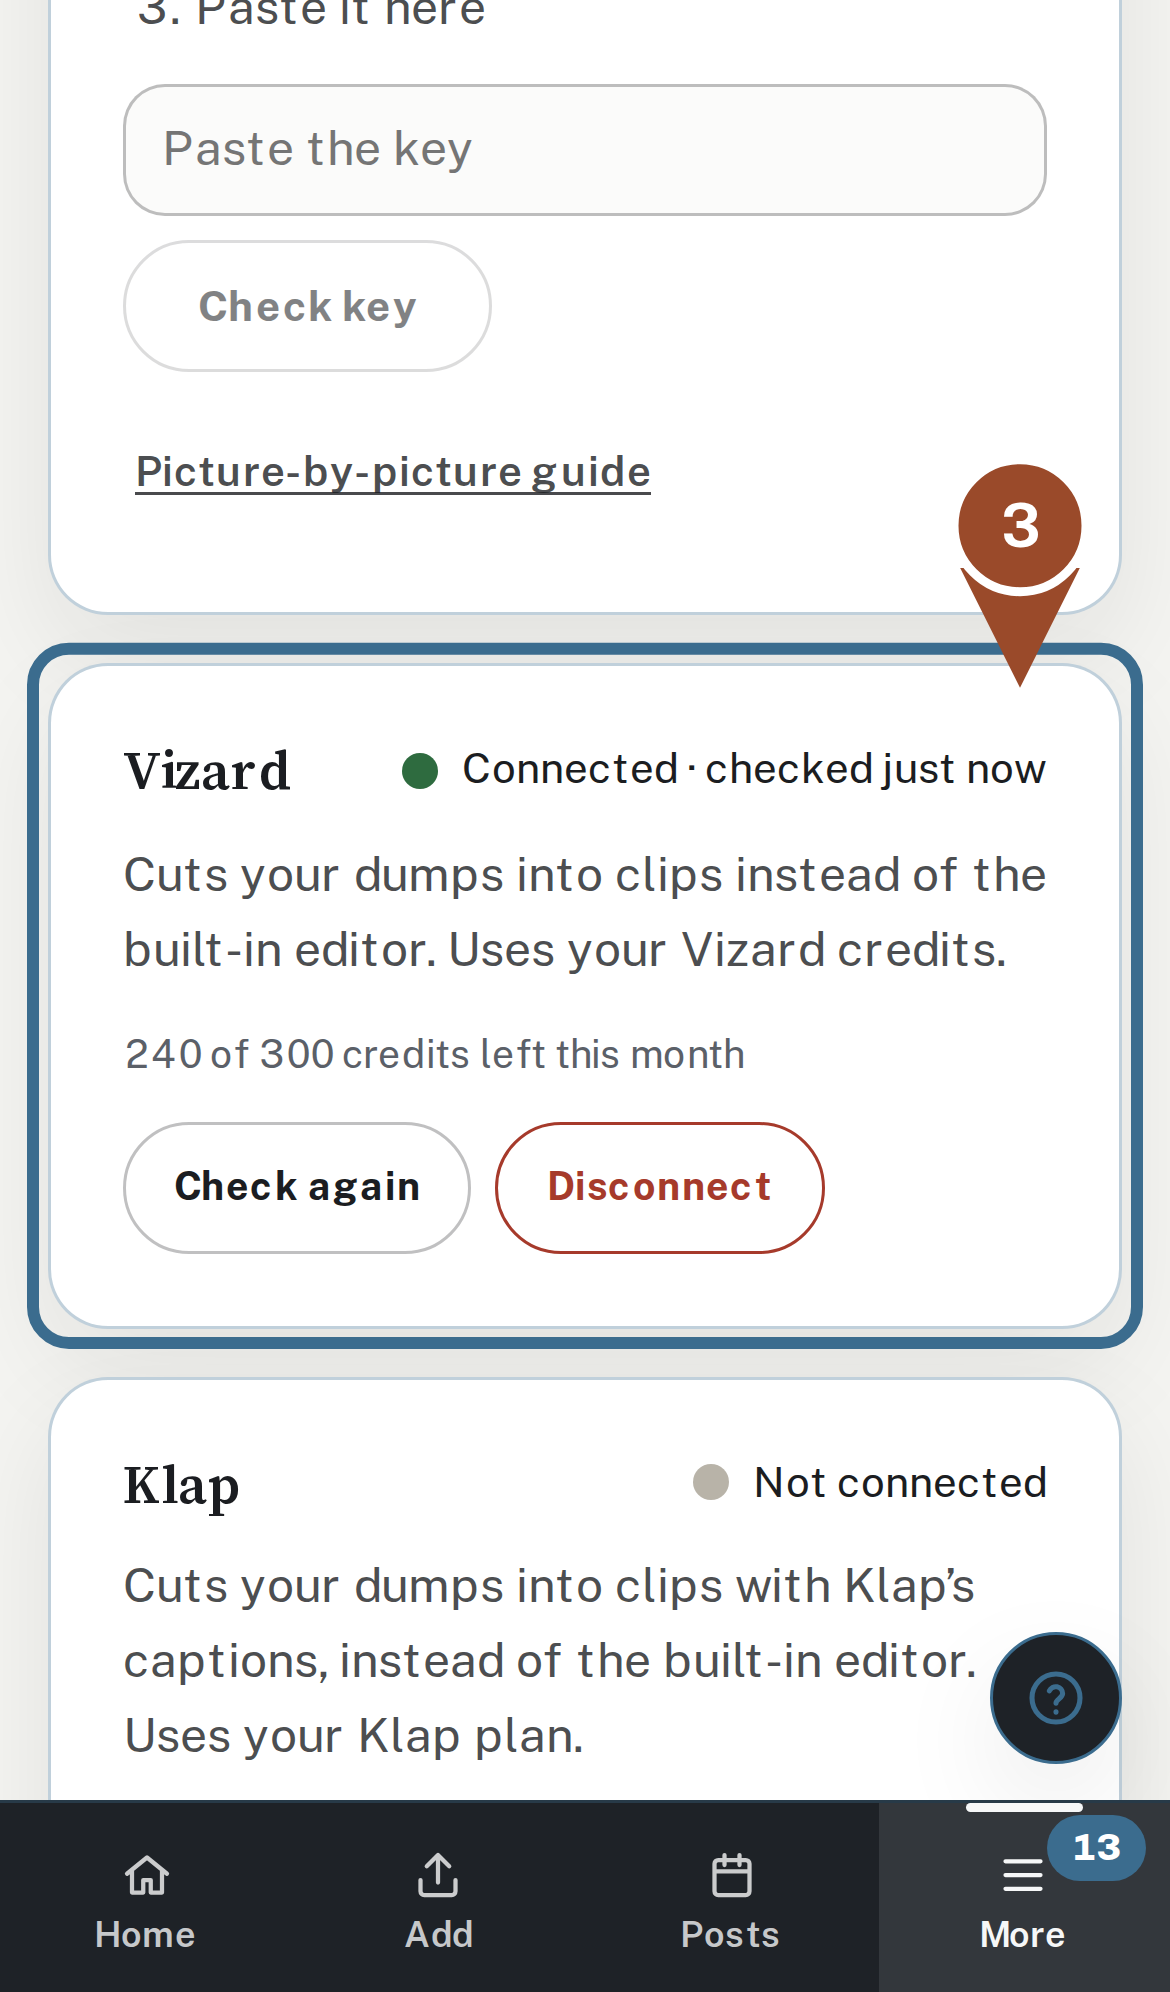 3. Paste it here
Paste the key
Check key
Picture-by-picture guide
3
Vizard
Connected · checked just now
Cuts your dumps into clips instead of the
built-in editor. Uses your Vizard credits.
240 of 300 credits left this month
Check again
Disconnect
Klap
Not connected
Cuts your dumps into clips with Klap’s
captions, instead of the built-in editor.
Uses your Klap plan.
?
13
Home
Add
Posts
More